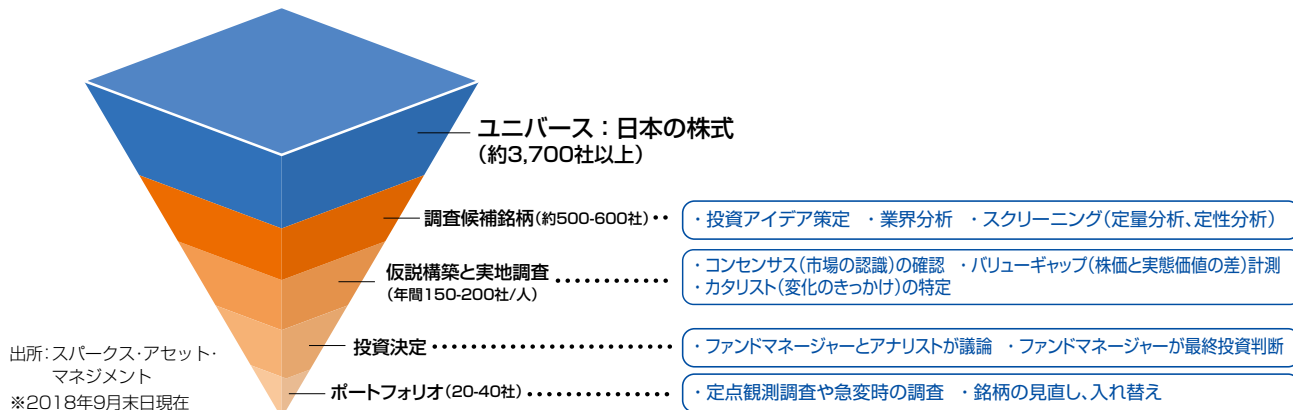 ユニバース：日本の株式
(約3,700社以上)
調査候補銘柄(約500-600社)
・投資アイデア策定 ・業界分析 ・スクリーニング(定量分析、定性分析)
仮説構築と実地調査
(年間150-200社/人)
・コンセンサス(市場の認識)の確認 ・バリューギャップ(株価と実態価値の差)計測
・カタリスト(変化のきっかけ)の特定
投資決定
・ファンドマネージャーとアナリストが議論 ・ファンドマネージャーが最終投資判断
ポートフォリオ(20-40社)
・定点観測調査や急変時の調査 ・銘柄の見直し、入れ替え
出所：スパークス・アセット・
マネジメント
※2018年9月末日現在